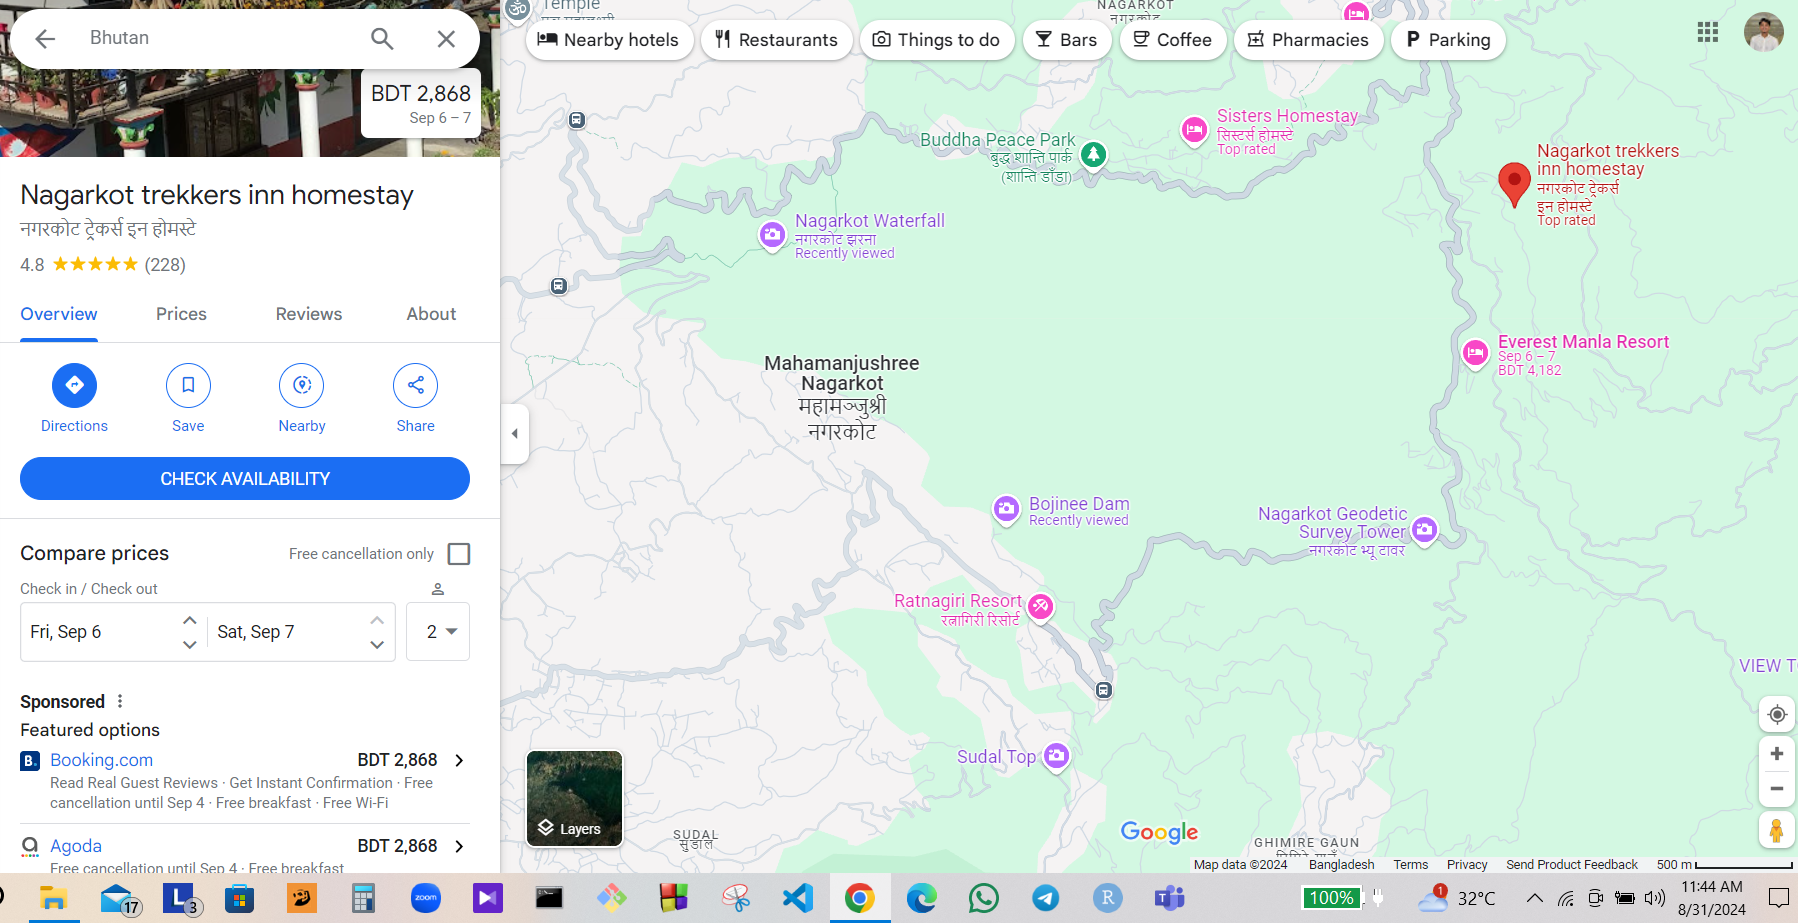 Bhutan
BDT 2,868
Sep 6 – 7
Nagarkot trekkers inn homestay
नगरकोट ट्रेकर्स इन होमस्टे
4.8 ★★★★★ (228)
Overview Prices Reviews About
Directions Save Nearby Share
CHECK AVAILABILITY
Compare prices Free cancellation only
Check in / Check out
Fri, Sep 6 Sat, Sep 7 2
Sponsored
Featured options
B. Booking.com BDT 2,868
Read Real Guest Reviews · Get Instant Confirmation · Free
cancellation until Sep 4 · Free breakfast · Free Wi-Fi
Agoda BDT 2,868
Free cancellation until Sep 4 · Free breakfast
Temple
NAGARKOT
नगरकोट
Nearby hotels Restaurants Things to do Bars Coffee Pharmacies Parking
Sisters Homestay
सिस्टर्स होमस्टे
Top rated
Buddha Peace Park
बुद्ध शान्ति पार्क
(शान्ति डाँडा)
Nagarkot trekkers
inn homestay
नगरकोट ट्रेकर्स
इन होमस्टे
Top rated
Nagarkot Waterfall
नगरकोट झरना
Recently viewed
Everest Manla Resort
Sep 6 – 7
BDT 4,182
Mahamanjushree
Nagarkot
महामञ्जुश्री
नगरकोट
Bojinee Dam
Recently viewed
Nagarkot Geodetic
Survey Tower
नगरकोट भ्यू टावर
Ratnagiri Resort
रत्नागिरी रिसोर्ट
VIEW T
Sudal Top
Layers
SUDAL
सुडाल
Google
GHIMIRE GAUN
Map data ©2024 Bangladesh Terms Privacy Send Product Feedback 500 m
17 L 3 zoom R 100% 1 32°C 11:44 AM
8/31/2024